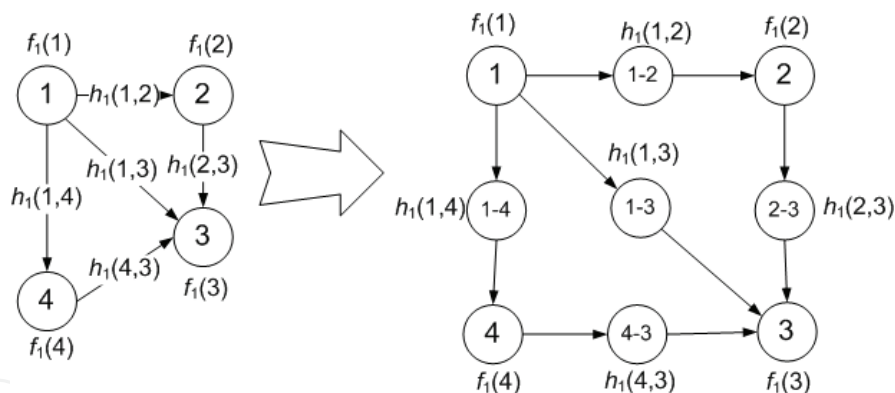 f₁(1)
f₁(2)
1
h₁(1,2)
2
h₁(1,3)
h₁(2,3)
h₁(1,4)
3
h₁(4,3)
f₁(3)
4
f₁(4)
f₁(1)
h₁(1,2)
f₁(2)
1
1-2
2
h₁(1,3)
h₁(1,4)
1-4
1-3
2-3
h₁(2,3)
4
4-3
3
f₁(4)
h₁(4,3)
f₁(3)